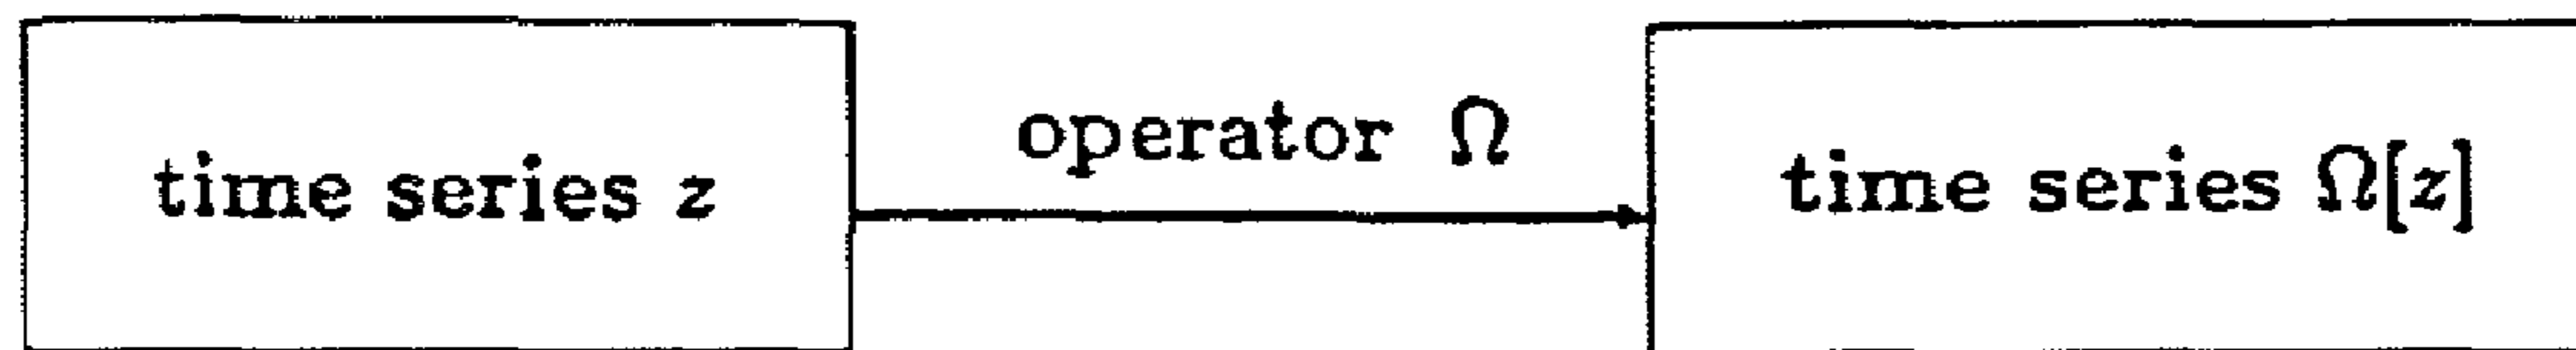 time series z
operator Ω
time series Ω[z]